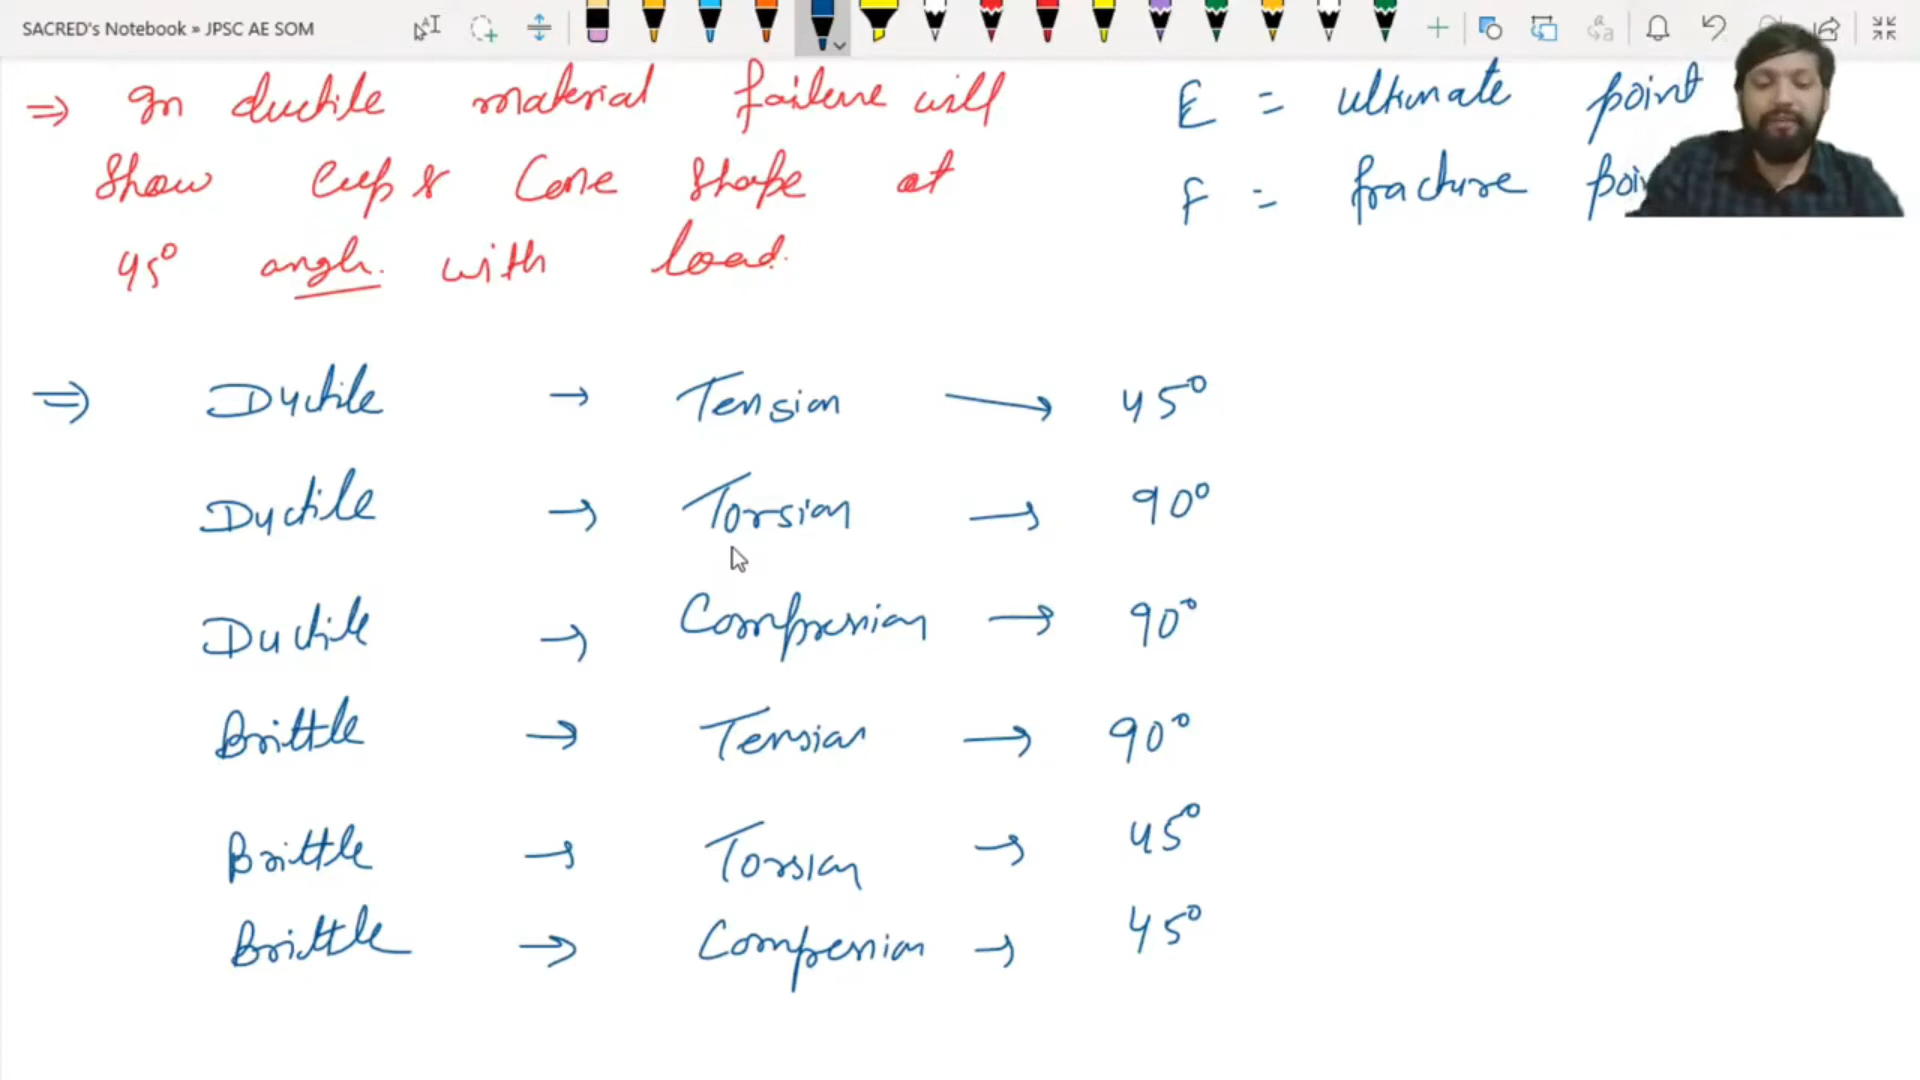 SACRED's Notebook » JPSC AE SOM
⇒ In ductile material failure will
show Cup & Cone shape at
45° angle. with load.
E = ultimate point
F = fracture poi
⇒ Ductile → Tension → 45°
Ductile → Torsion → 90°
Ductile → Compression → 90°
Brittle → Tension → 90°
Brittle → Torsion → 45°
Brittle → Compression → 45°